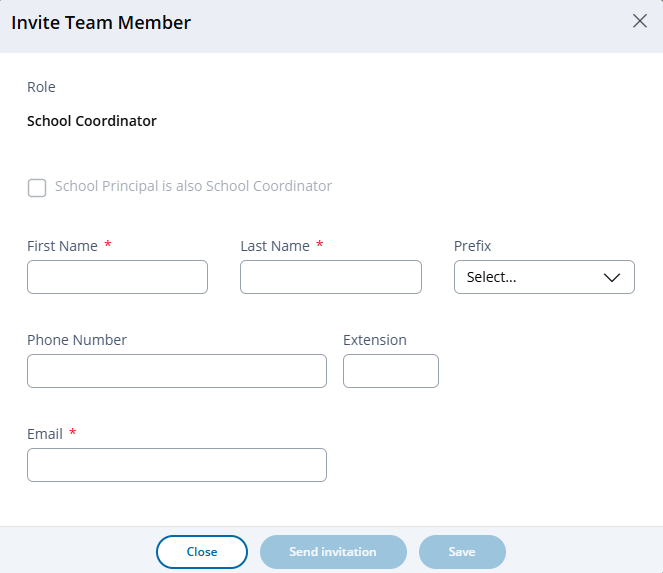 Invite Team Member
Role
School Coordinator
School Principal is also School Coordinator
First Name * Last Name * Prefix
Select...
Phone Number Extension
Email *
Close Send invitation Save